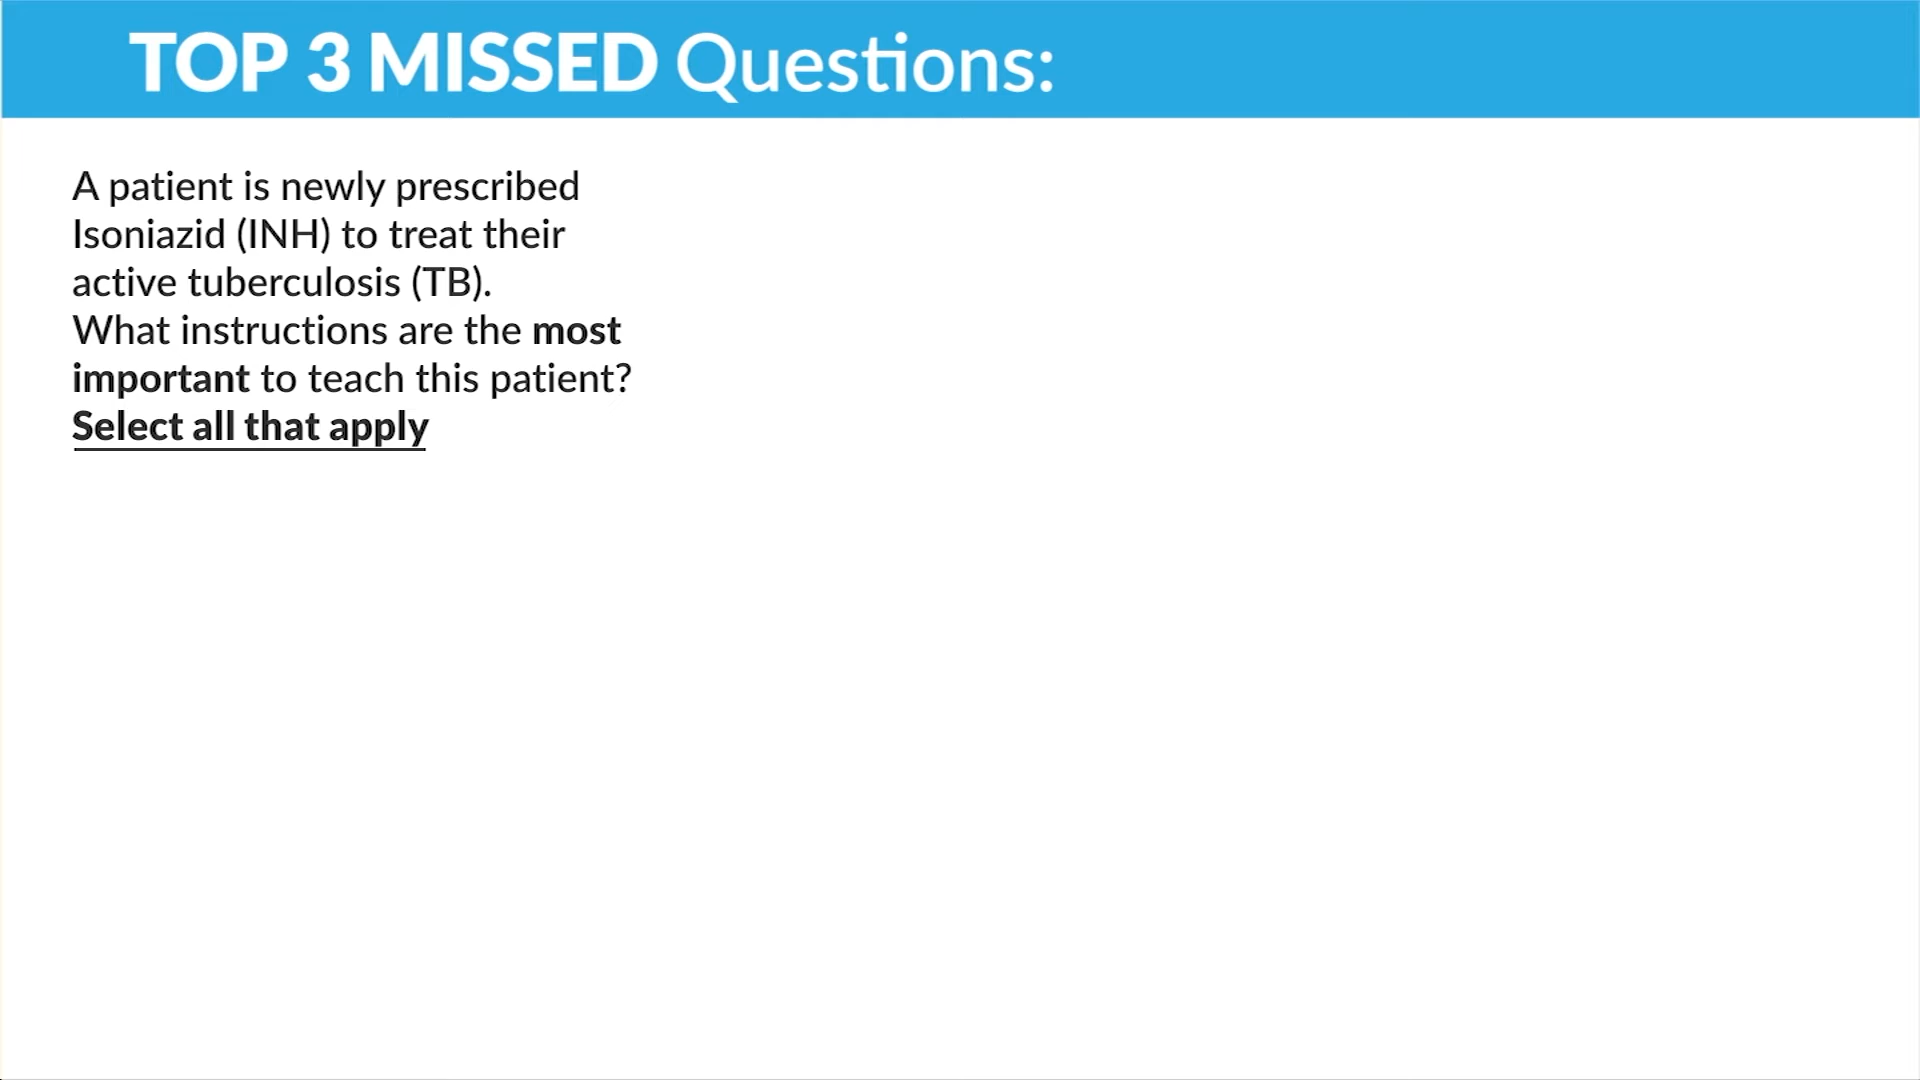 TOP 3 MISSED Questions:
A patient is newly prescribed
Isoniazid (INH) to treat their
active tuberculosis (TB).
What instructions are the most
important to teach this patient?
Select all that apply